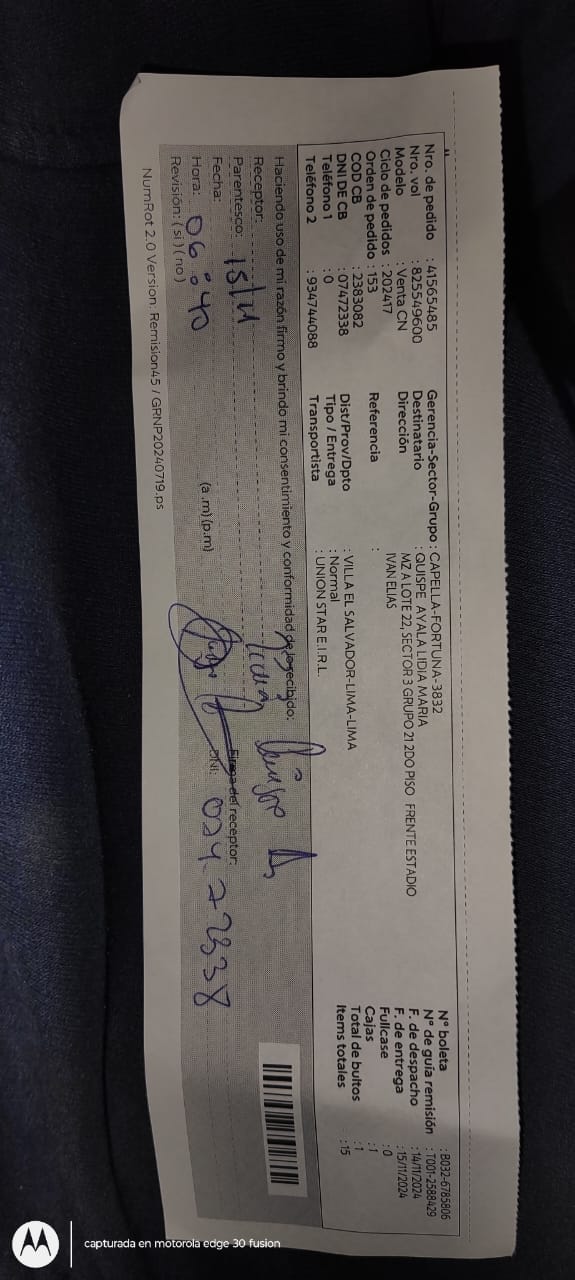 Nro. de pedido : 41565485
Nro. vol : 825549600
Modelo : Venta CN
Ciclo de pedidos : 202417
Orden de pedido : 153
COD CB : 2383082
DNI DE CB : 07472338
Teléfono 1 : 0
Teléfono 2 : 934744088
Gerencia-Sector-Grupo : CAPELLA-FORTUNA-3832
Destinatario : QUISPE AYALA LIDIA MARIA
Dirección MZ A LOTE 22, SECTOR 3 GRUPO 21 2DO PISO FRENTE ESTADIO
IVAN ELIAS
Referencia :
Dist/Prov/Dpto : VILLA EL SALVADOR-LIMA-LIMA
Tipo / Entrega : Normal
Transportista : UNION STAR E.I.R.L.
N° boleta : B032-6785806
N° de guía remisión : T001-2588429
F. de despacho : 14/11/2024
F. de entrega : 15/11/2024
Fullcase : 0
Cajas : 1
Total de bultos : 1
Items totales : 15
Haciendo uso de mi razón firmo y brindo mi consentimiento y conformidad de lo recibido:
Receptor:
Parentesco:
Firma del receptor:
Fecha: 15/11
DNI: 07472338
Hora: 06:40 (a.m) (p.m)
Revisión: ( si ) ( no )
NumRot 2.0 Version: Remision45 / GRNP20240719.ps
capturada en motorola edge 30 fusion